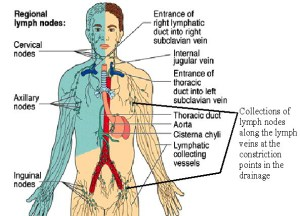 Regional
lymph nodes:
Cervical
nodes
Axillary
nodes
Inguinal
nodes
Entrance of
right lymphatic
duct into right
subclavian vein
Internal
jugular vein
Entrance of
thoracic
duct into left
subclavian vein
Thoracic duct
Aorta
Cisterna chyli
Lymphatic
collecting
vessels
Collections of
lymph nodes
along the lymph
veins at the
constriction
points in the
drainage